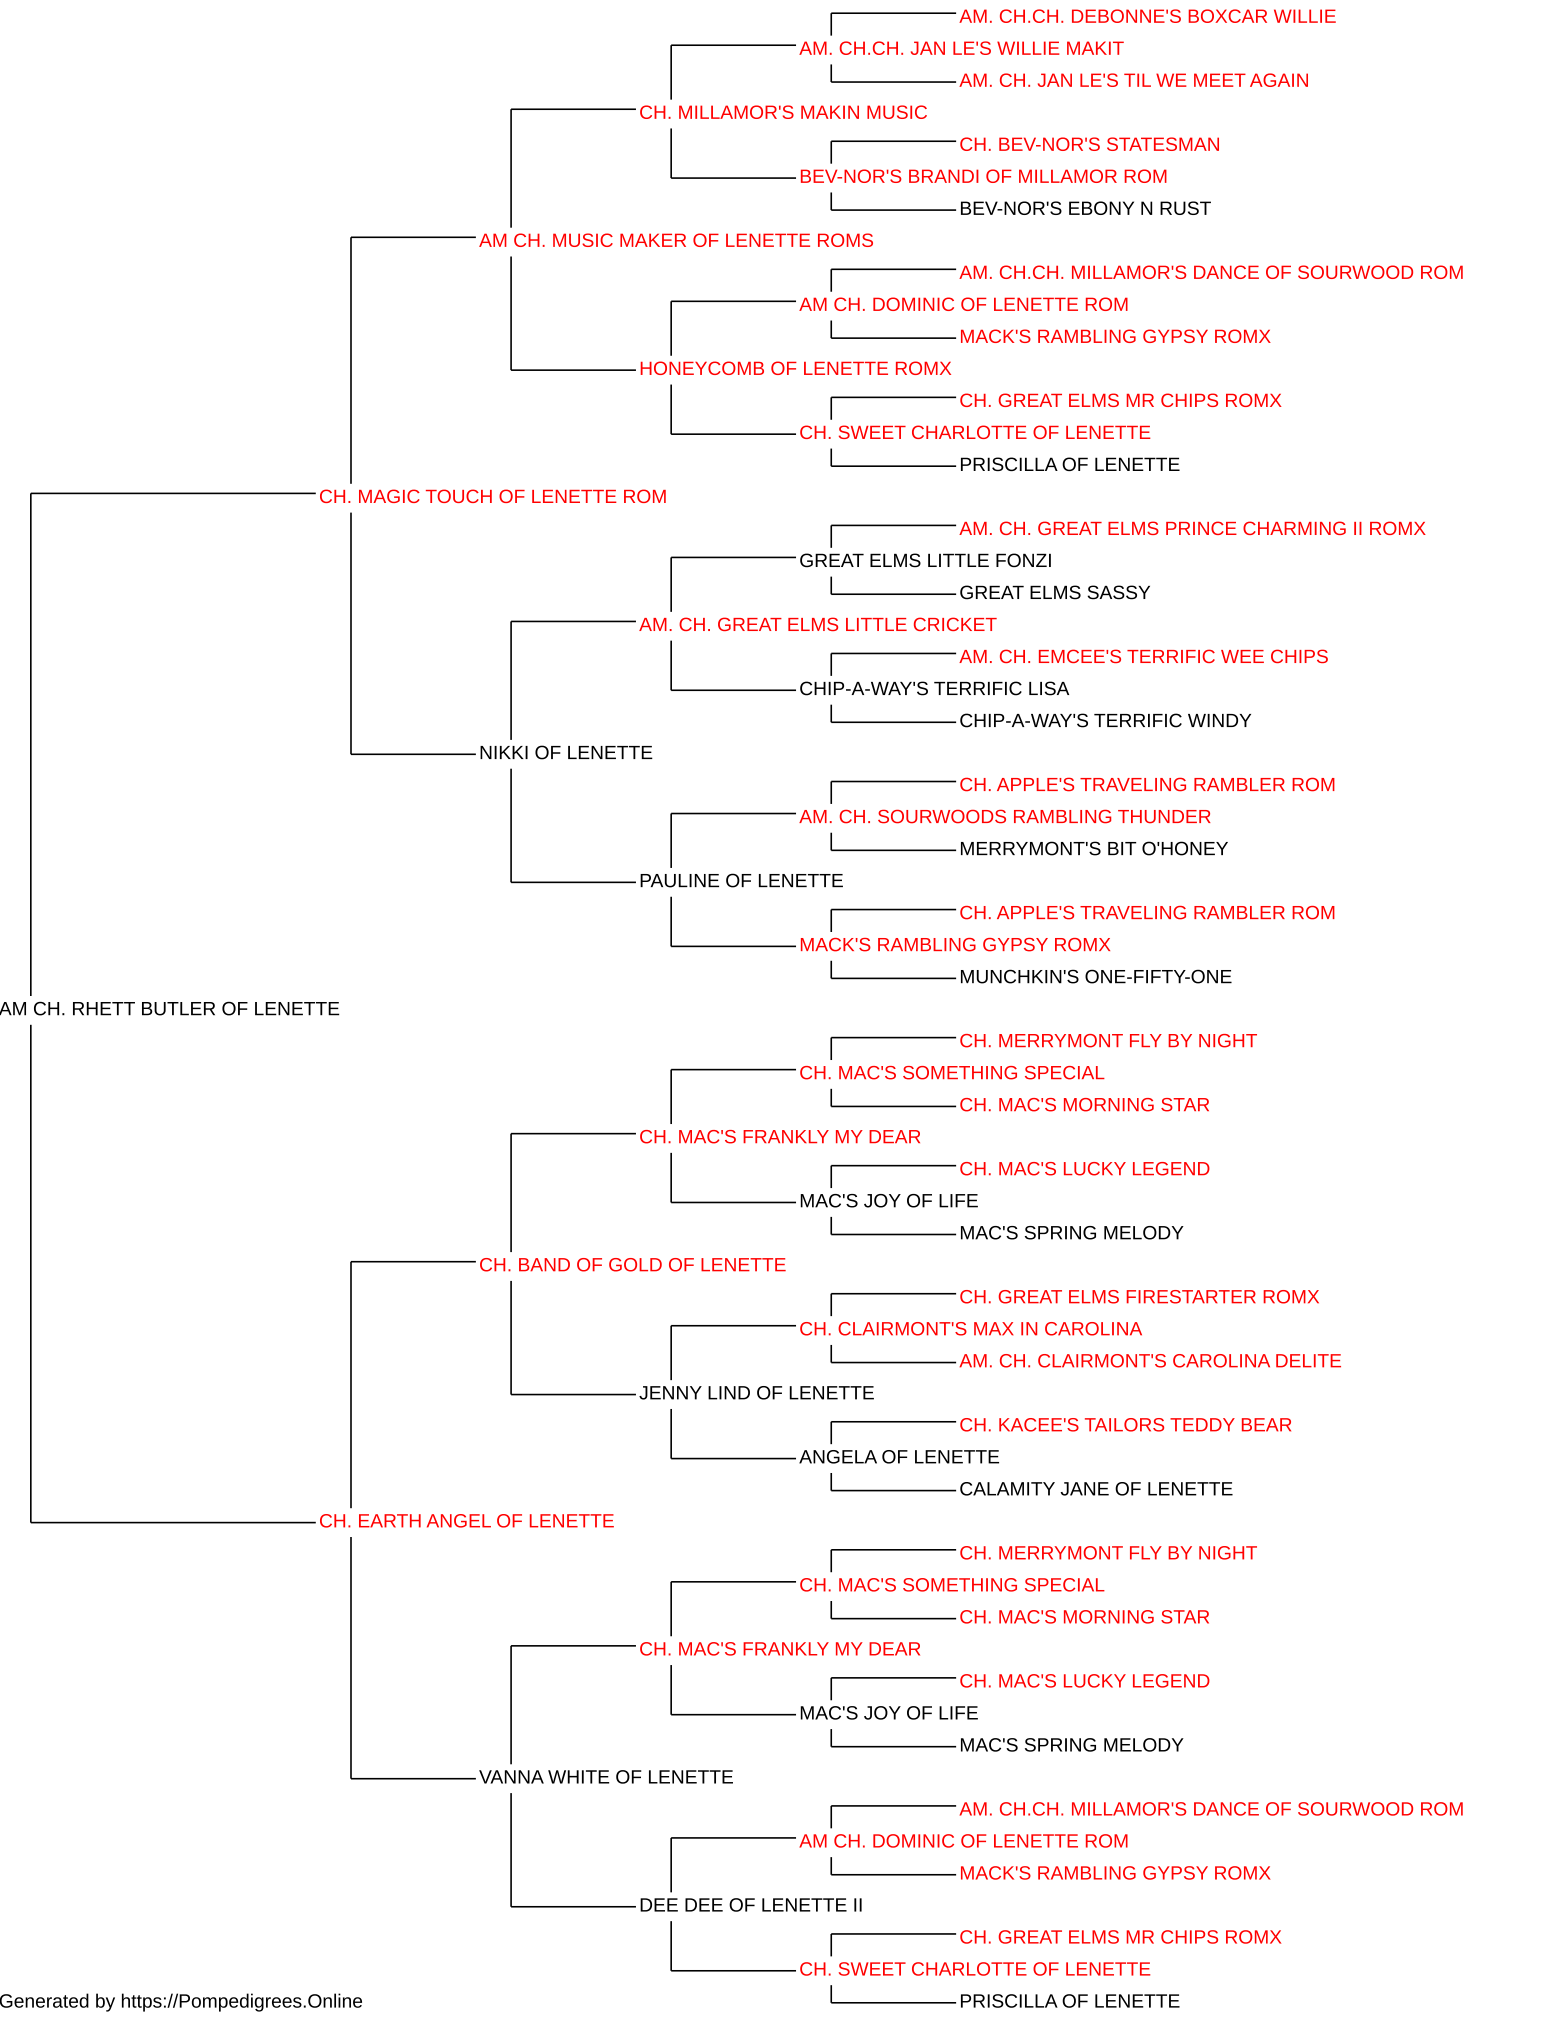 AM. CH.CH. DEBONNE'S BOXCAR WILLIE
AM. CH.CH. JAN LE'S WILLIE MAKIT
AM. CH. JAN LE'S TIL WE MEET AGAIN
CH. MILLAMOR'S MAKIN MUSIC
CH. BEV-NOR'S STATESMAN
BEV-NOR'S BRANDI OF MILLAMOR ROM
BEV-NOR'S EBONY N RUST
AM CH. MUSIC MAKER OF LENETTE ROMS
AM. CH.CH. MILLAMOR'S DANCE OF SOURWOOD ROM
AM CH. DOMINIC OF LENETTE ROM
MACK'S RAMBLING GYPSY ROMX
HONEYCOMB OF LENETTE ROMX
CH. GREAT ELMS MR CHIPS ROMX
CH. SWEET CHARLOTTE OF LENETTE
PRISCILLA OF LENETTE
CH. MAGIC TOUCH OF LENETTE ROM
AM. CH. GREAT ELMS PRINCE CHARMING II ROMX
GREAT ELMS LITTLE FONZI
GREAT ELMS SASSY
AM. CH. GREAT ELMS LITTLE CRICKET
AM. CH. EMCEE'S TERRIFIC WEE CHIPS
CHIP-A-WAY'S TERRIFIC LISA
CHIP-A-WAY'S TERRIFIC WINDY
NIKKI OF LENETTE
CH. APPLE'S TRAVELING RAMBLER ROM
AM. CH. SOURWOODS RAMBLING THUNDER
MERRYMONT'S BIT O'HONEY
PAULINE OF LENETTE
CH. APPLE'S TRAVELING RAMBLER ROM
MACK'S RAMBLING GYPSY ROMX
MUNCHKIN'S ONE-FIFTY-ONE
AM CH. RHETT BUTLER OF LENETTE
CH. MERRYMONT FLY BY NIGHT
CH. MAC'S SOMETHING SPECIAL
CH. MAC'S MORNING STAR
CH. MAC'S FRANKLY MY DEAR
CH. MAC'S LUCKY LEGEND
MAC'S JOY OF LIFE
MAC'S SPRING MELODY
CH. BAND OF GOLD OF LENETTE
CH. GREAT ELMS FIRESTARTER ROMX
CH. CLAIRMONT'S MAX IN CAROLINA
AM. CH. CLAIRMONT'S CAROLINA DELITE
JENNY LIND OF LENETTE
CH. KACEE'S TAILORS TEDDY BEAR
ANGELA OF LENETTE
CALAMITY JANE OF LENETTE
CH. EARTH ANGEL OF LENETTE
CH. MERRYMONT FLY BY NIGHT
CH. MAC'S SOMETHING SPECIAL
CH. MAC'S MORNING STAR
CH. MAC'S FRANKLY MY DEAR
CH. MAC'S LUCKY LEGEND
MAC'S JOY OF LIFE
MAC'S SPRING MELODY
VANNA WHITE OF LENETTE
AM. CH.CH. MILLAMOR'S DANCE OF SOURWOOD ROM
AM CH. DOMINIC OF LENETTE ROM
MACK'S RAMBLING GYPSY ROMX
DEE DEE OF LENETTE II
CH. GREAT ELMS MR CHIPS ROMX
CH. SWEET CHARLOTTE OF LENETTE
PRISCILLA OF LENETTE
Generated by https://Pompedigrees.Online